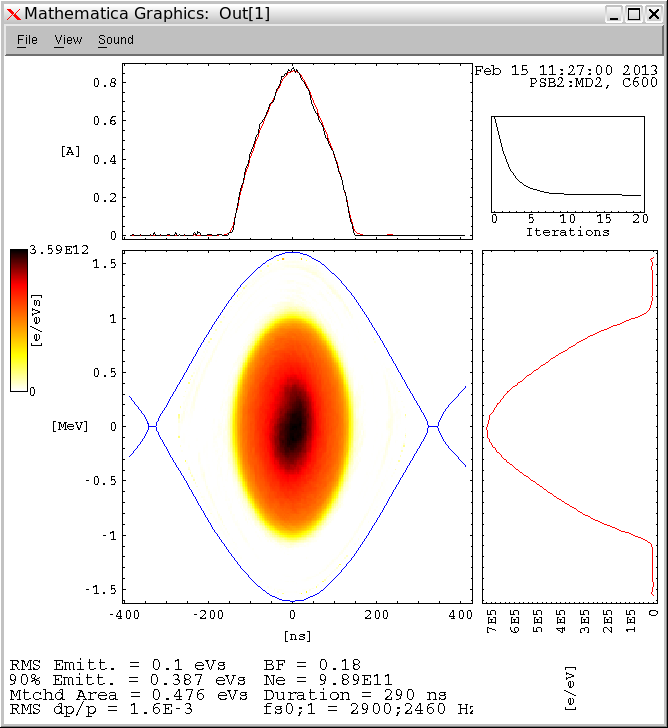 Mathematica Graphics: Out[1]
File View Sound
Feb 15 11:27:00 2013
PSB2:MD2, C600
0.8
0.6
[A]
0.4
0.2
0
0 5 10 15 20
Iterations
3.59E12
[e/eVs]
0
1.5
1
0.5
[MeV]
0
-0.5
-1
-1.5
-400 -200 0 200 400
[ns]
7E5 6E5 5E5 4E5 3E5 2E5 1E5 0
[e/eV]
RMS Emitt. = 0.1 eVs BF = 0.18
90% Emitt. = 0.387 eVs Ne = 9.89E11
Mtchd Area = 0.476 eVs Duration = 290 ns
RMS dp/p = 1.6E-3 fs0;1 = 2900;2460 Hz